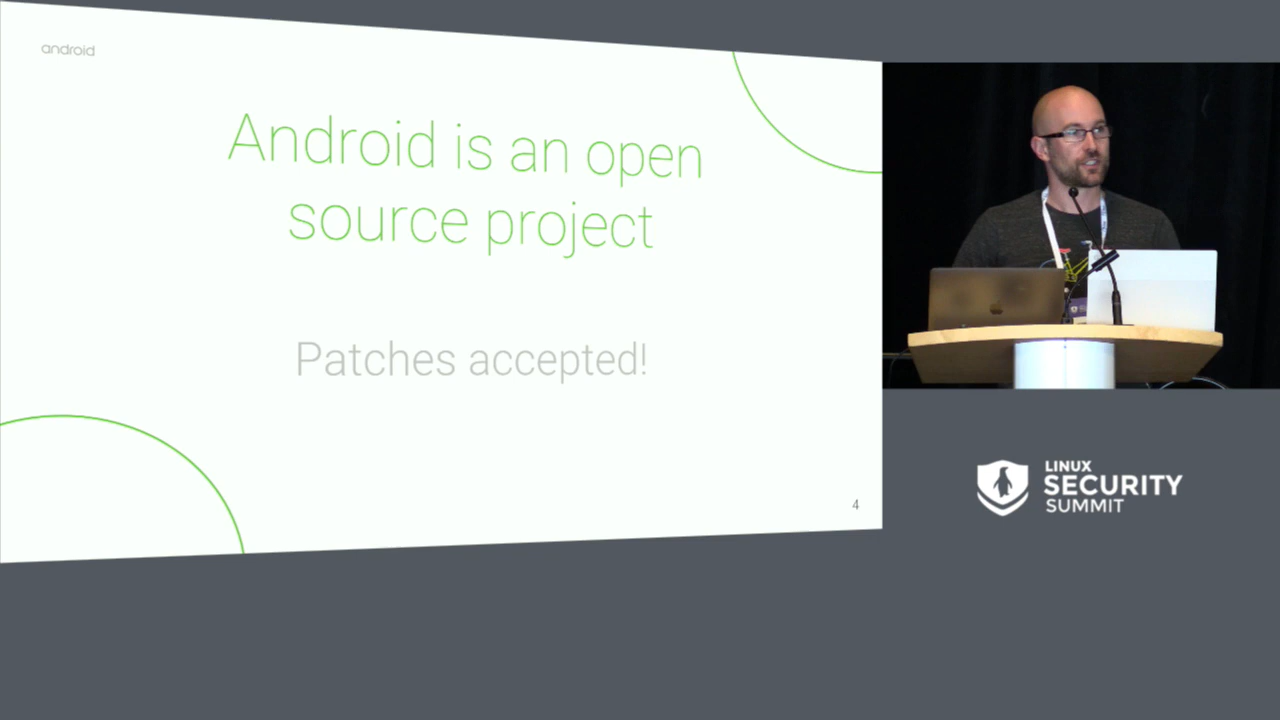 android
Android is an open
source project
Patches accepted!
4
LINUX
SECURITY
SUMMIT